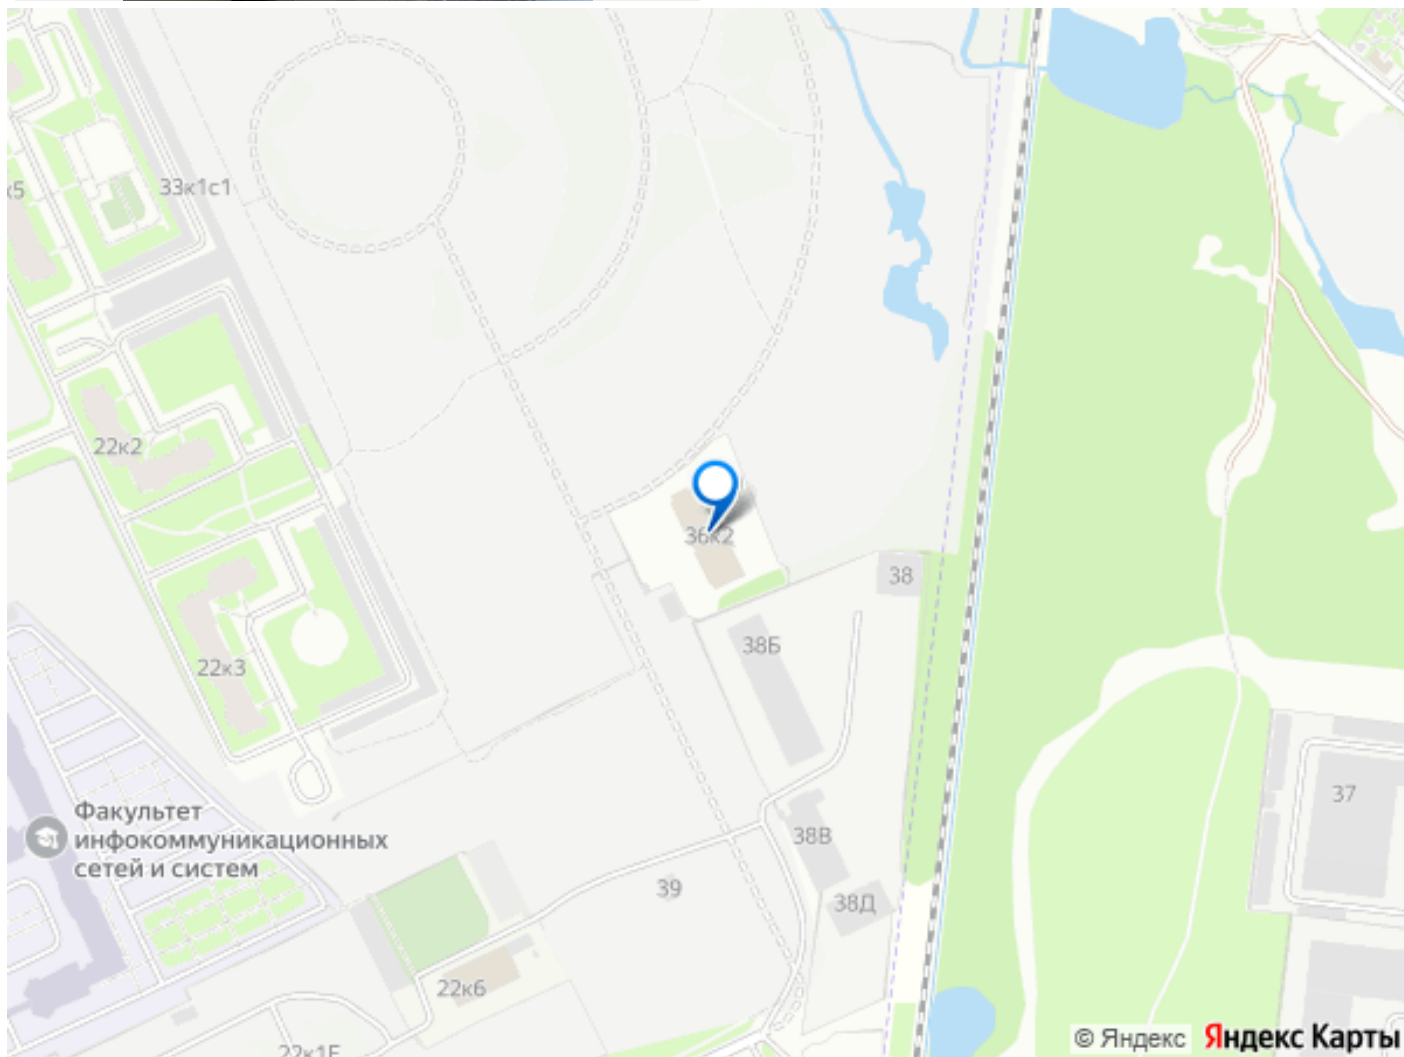 33к1с1
к5
22к2
36к2
38
38Б
22к3
37
Факультет
инфокоммуникационных
сетей и систем
38В
39
38Д
22к6
22к1Е
© Яндекс Яндекс Карты